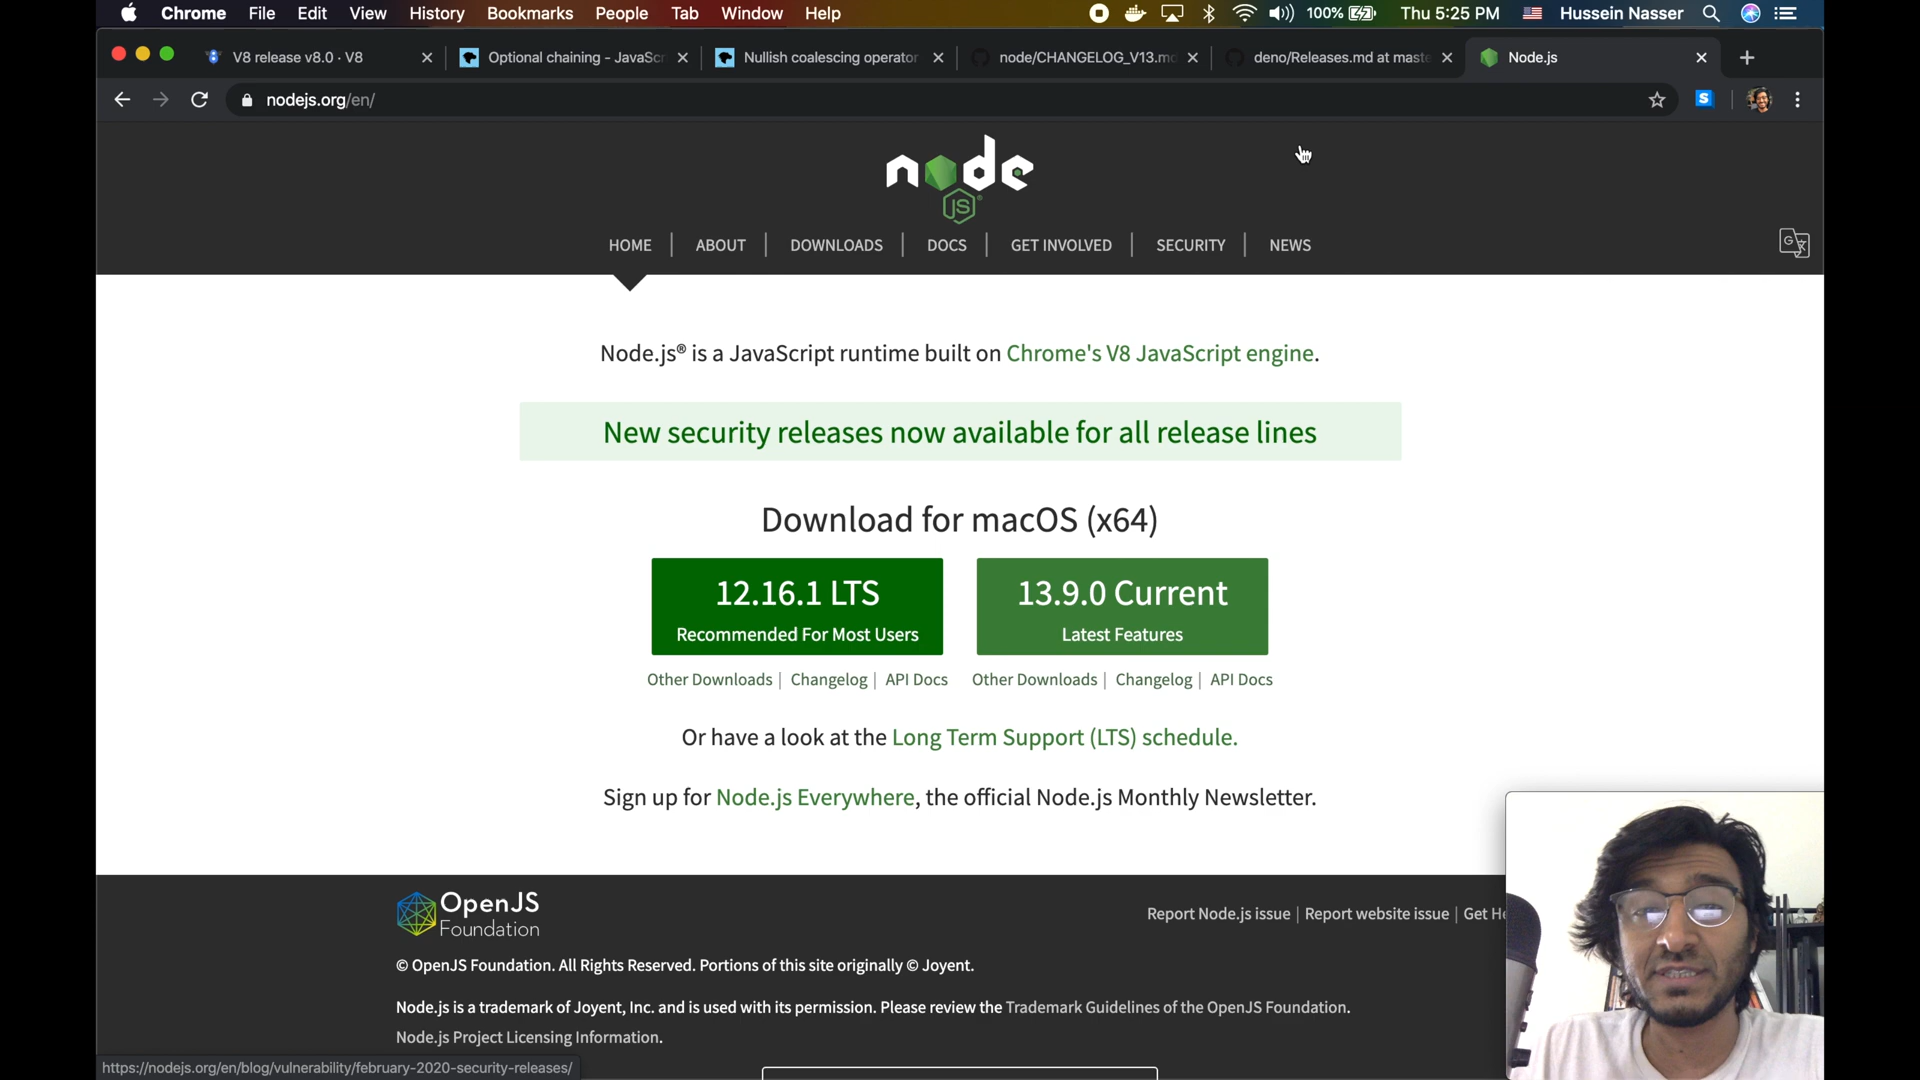 Chrome File Edit View History Bookmarks People Tab Window Help 100% Thu 5:25 PM Hussein Nasser
V8 release v8.0 · V8 Optional chaining - JavaScr Nullish coalescing operator node/CHANGELOG_V13.md deno/Releases.md at maste Node.js
nodejs.org/en/
S
node
JS
HOME | ABOUT | DOWNLOADS | DOCS | GET INVOLVED | SECURITY | NEWS
Node.js® is a JavaScript runtime built on Chrome's V8 JavaScript engine.
New security releases now available for all release lines
Download for macOS (x64)
12.16.1 LTS
Recommended For Most Users
13.9.0 Current
Latest Features
Other Downloads | Changelog | API Docs
Other Downloads | Changelog | API Docs
Or have a look at the Long Term Support (LTS) schedule.
Sign up for Node.js Everywhere, the official Node.js Monthly Newsletter.
OpenJS
Foundation
Report Node.js issue | Report website issue | Get He
© OpenJS Foundation. All Rights Reserved. Portions of this site originally © Joyent.
Node.js is a trademark of Joyent, Inc. and is used with its permission. Please review the Trademark Guidelines of the OpenJS Foundation.
Node.js Project Licensing Information.
https://nodejs.org/en/blog/vulnerability/february-2020-security-releases/